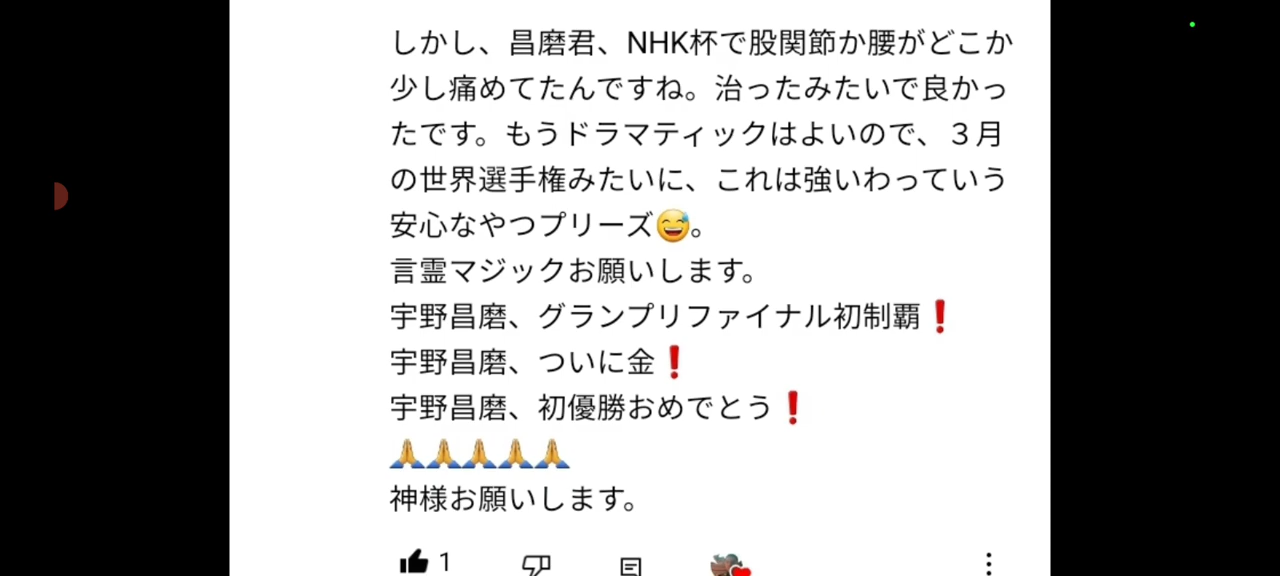 しかし、昌磨君、NHK杯で股関節か腰がどこか
少し痛めてたんですね。治ったみたいで良かっ
たです。もうドラマティックはよいので、３月
の世界選手権みたいに、これは強いわっていう
安心なやつプリーズ😅。
言霊マジックお願いします。
宇野昌磨、グランプリファイナル初制覇❗
宇野昌磨、ついに金❗
宇野昌磨、初優勝おめでとう❗
🙏🙏🙏🙏🙏
神様お願いします。
1